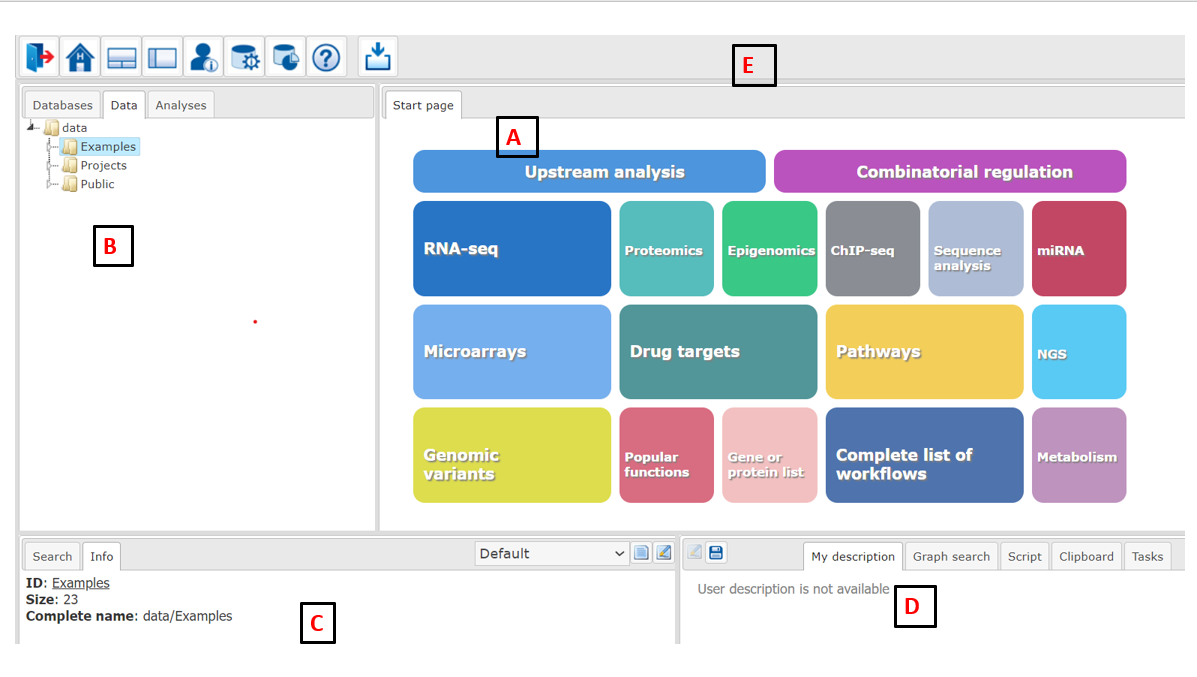 E
Databases Data Analyses
Start page
data
Examples
Projects
Public
B
A
Upstream analysis
Combinatorial regulation
RNA-seq
Proteomics
Epigenomics
ChIP-seq
Sequence
analysis
miRNA
Microarrays
Drug targets
Pathways
NGS
Genomic
variants
Popular
functions
Gene or
protein list
Complete list of
workflows
Metabolism
Search Info
Default
ID: Examples
Size: 23
Complete name: data/Examples
C
My description Graph search Script Clipboard Tasks
User description is not available
D